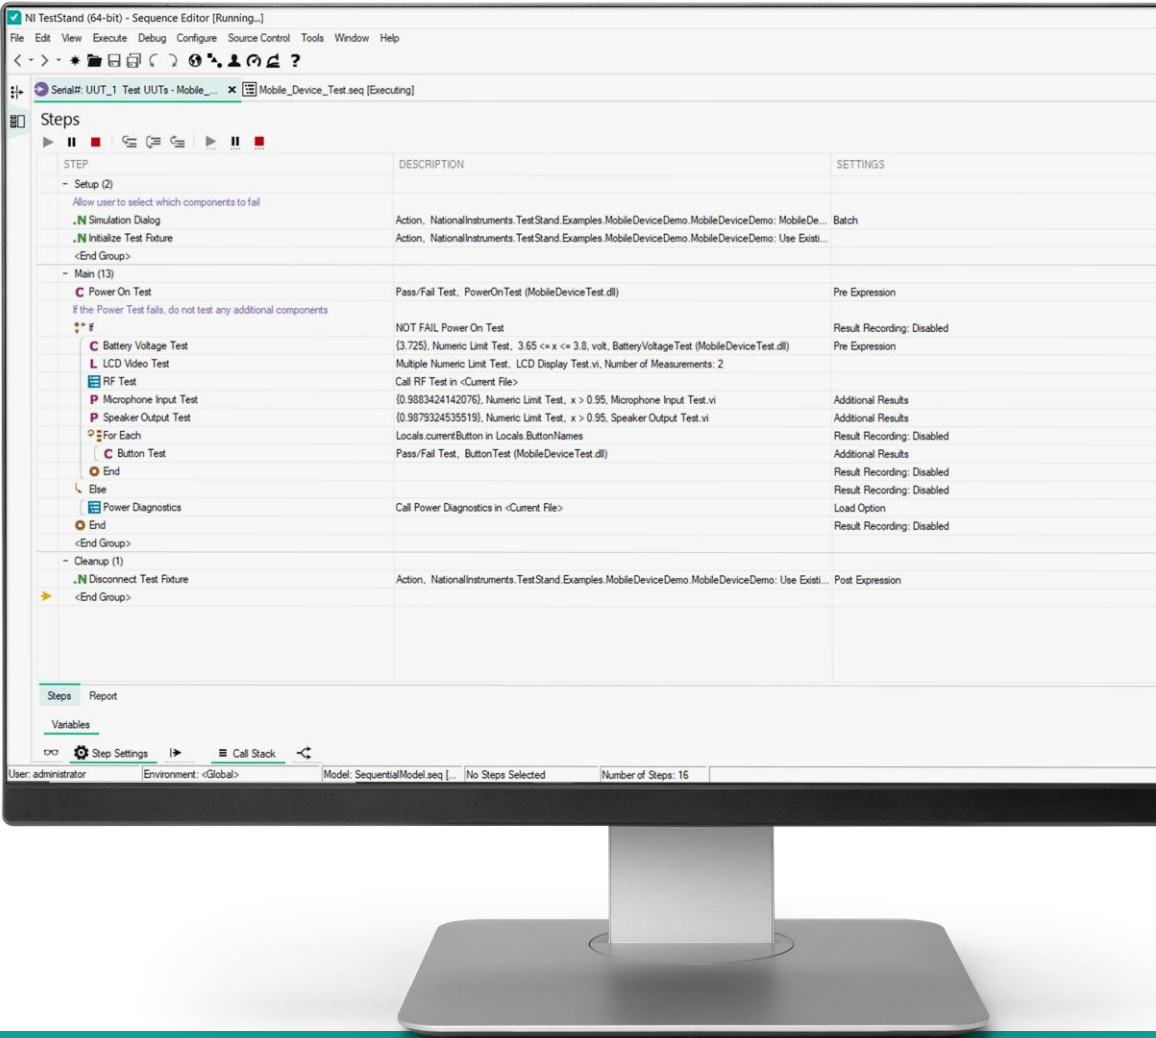 NI TestStand (64-bit) - Sequence Editor [Running...]
File Edit View Execute Debug Configure Source Control Tools Window Help
Serial#: UUT_1 Test UUTs - Mobile_... x Mobile_Device_Test.seq [Executing]
Steps
STEP DESCRIPTION SETTINGS
- Setup (2)
Allow user to select which components to fail
.N Simulation Dialog Action, NationalInstruments.TestStand.Examples.MobileDeviceDemo.MobileDeviceDemo: MobileDe... Batch
.N Initialize Test Fixture Action, NationalInstruments.TestStand.Examples.MobileDeviceDemo.MobileDeviceDemo: Use Existi...
<End Group>
- Main (13)
C Power On Test Pass/Fail Test, PowerOnTest (MobileDeviceTest.dll) Pre Expression
If the Power Test fails, do not test any additional components
If NOT FAIL Power On Test Result Recording: Disabled
C Battery Voltage Test {3.725}, Numeric Limit Test, 3.65 <= x <= 3.8, volt, BatteryVoltageTest (MobileDeviceTest.dll) Pre Expression
L LCD Video Test Multiple Numeric Limit Test, LCD Display Test.vi, Number of Measurements: 2
RF Test Call RF Test in <Current File>
P Microphone Input Test {0.9883424142076}, Numeric Limit Test, x > 0.95, Microphone Input Test.vi Additional Results
P Speaker Output Test {0.9879324535519}, Numeric Limit Test, x > 0.95, Speaker Output Test.vi Additional Results
For Each Locals.currentButton in Locals.ButtonNames Result Recording: Disabled
C Button Test Pass/Fail Test, ButtonTest (MobileDeviceTest.dll) Additional Results
End Result Recording: Disabled
Else Result Recording: Disabled
Power Diagnostics Call Power Diagnostics in <Current File> Load Option
End Result Recording: Disabled
<End Group>
- Cleanup (1)
.N Disconnect Test Fixture Action, NationalInstruments.TestStand.Examples.MobileDeviceDemo.MobileDeviceDemo: Use Existi... Post Expression
<End Group>
Steps Report
Variables
Step Settings Call Stack
User: administrator Environment: <Global> Model: SequentialModel.seq [... No Steps Selected Number of Steps: 16